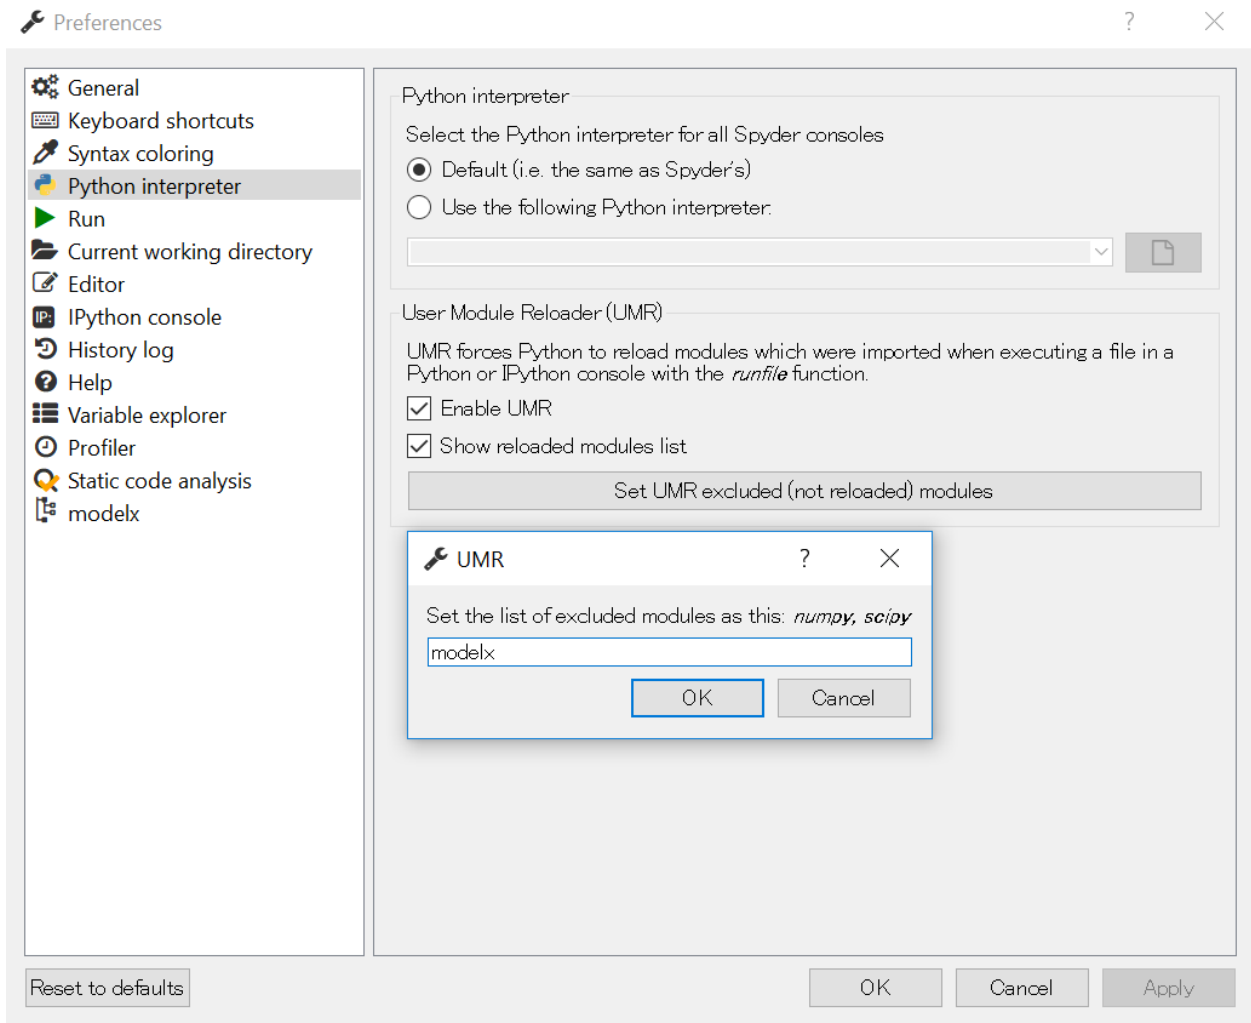 Preferences
?
General
Keyboard shortcuts
Syntax coloring
Python interpreter
Run
Current working directory
Editor
IP: IPython console
History log
Help
Variable explorer
Profiler
Static code analysis
modelx
Python interpreter
Select the Python interpreter for all Spyder consoles
Default (i.e. the same as Spyder's)
Use the following Python interpreter:
User Module Reloader (UMR)
UMR forces Python to reload modules which were imported when executing a file in a
Python or IPython console with the runfile function.
Enable UMR
Show reloaded modules list
Set UMR excluded (not reloaded) modules
UMR
?
Set the list of excluded modules as this: numpy, scipy
modelx
OK
Cancel
Reset to defaults
OK
Cancel
Apply